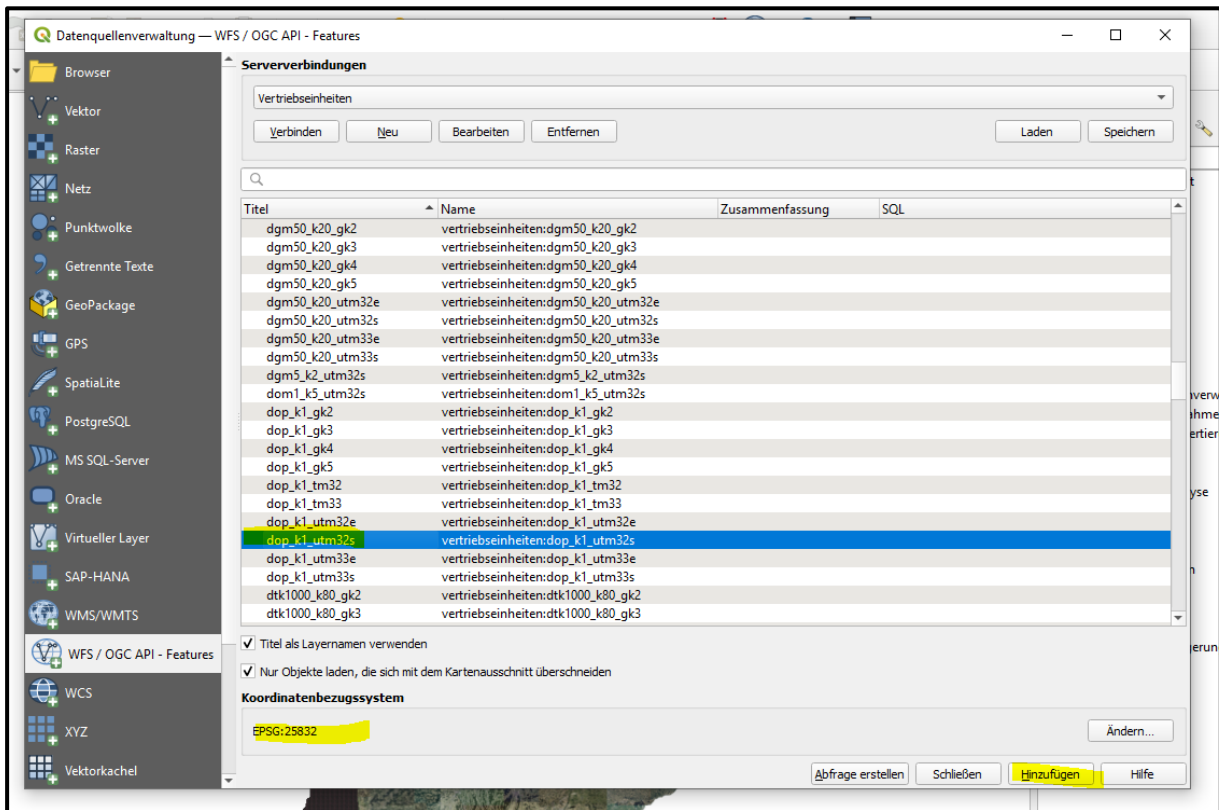 Datenquellenverwaltung — WFS / OGC API - Features
Browser
Vektor
Raster
Netz
Punktwolke
Getrennte Texte
GeoPackage
GPS
SpatiaLite
PostgreSQL
MS SQL-Server
Oracle
Virtueller Layer
SAP-HANA
WMS/WMTS
WFS / OGC API - Features
WCS
XYZ
Vektorkachel
Serververbindungen
Vertriebseinheiten
Verbinden Neu Bearbeiten Entfernen Laden Speichern
Titel Name Zusammenfassung SQL
dgm50_k20_gk2 vertriebseinheiten:dgm50_k20_gk2
dgm50_k20_gk3 vertriebseinheiten:dgm50_k20_gk3
dgm50_k20_gk4 vertriebseinheiten:dgm50_k20_gk4
dgm50_k20_gk5 vertriebseinheiten:dgm50_k20_gk5
dgm50_k20_utm32e vertriebseinheiten:dgm50_k20_utm32e
dgm50_k20_utm32s vertriebseinheiten:dgm50_k20_utm32s
dgm50_k20_utm33e vertriebseinheiten:dgm50_k20_utm33e
dgm50_k20_utm33s vertriebseinheiten:dgm50_k20_utm33s
dgm5_k2_utm32s vertriebseinheiten:dgm5_k2_utm32s
dom1_k5_utm32s vertriebseinheiten:dom1_k5_utm32s
dop_k1_gk2 vertriebseinheiten:dop_k1_gk2
dop_k1_gk3 vertriebseinheiten:dop_k1_gk3
dop_k1_gk4 vertriebseinheiten:dop_k1_gk4
dop_k1_gk5 vertriebseinheiten:dop_k1_gk5
dop_k1_tm32 vertriebseinheiten:dop_k1_tm32
dop_k1_tm33 vertriebseinheiten:dop_k1_tm33
dop_k1_utm32e vertriebseinheiten:dop_k1_utm32e
dop_k1_utm32s vertriebseinheiten:dop_k1_utm32s
dop_k1_utm33e vertriebseinheiten:dop_k1_utm33e
dop_k1_utm33s vertriebseinheiten:dop_k1_utm33s
dtk1000_k80_gk2 vertriebseinheiten:dtk1000_k80_gk2
dtk1000_k80_gk3 vertriebseinheiten:dtk1000_k80_gk3
Titel als Layernamen verwenden
Nur Objekte laden, die sich mit dem Kartenausschnitt überschneiden
Koordinatenbezugssystem
EPSG:25832 Ändern...
Abfrage erstellen Schließen Hinzufügen Hilfe